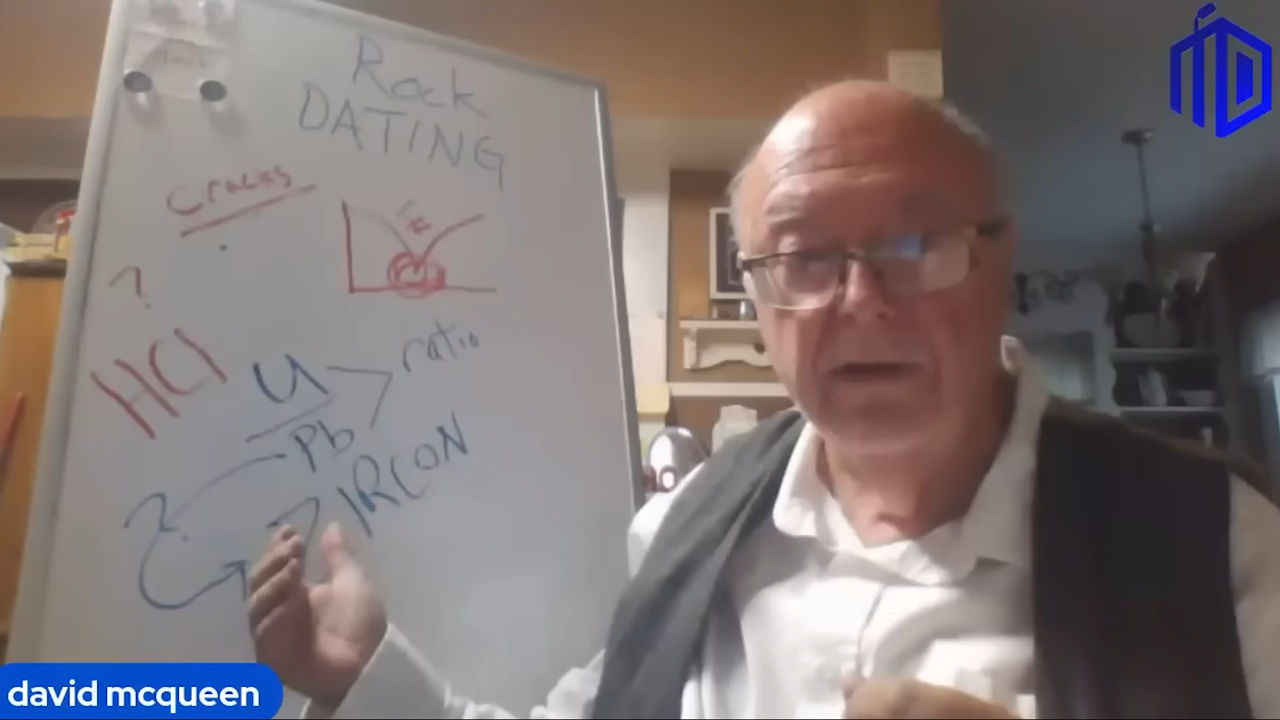 Rock
DATING
cracks
?
HCl
U
ratio
Pb
ZIRCON
?
david mcqueen